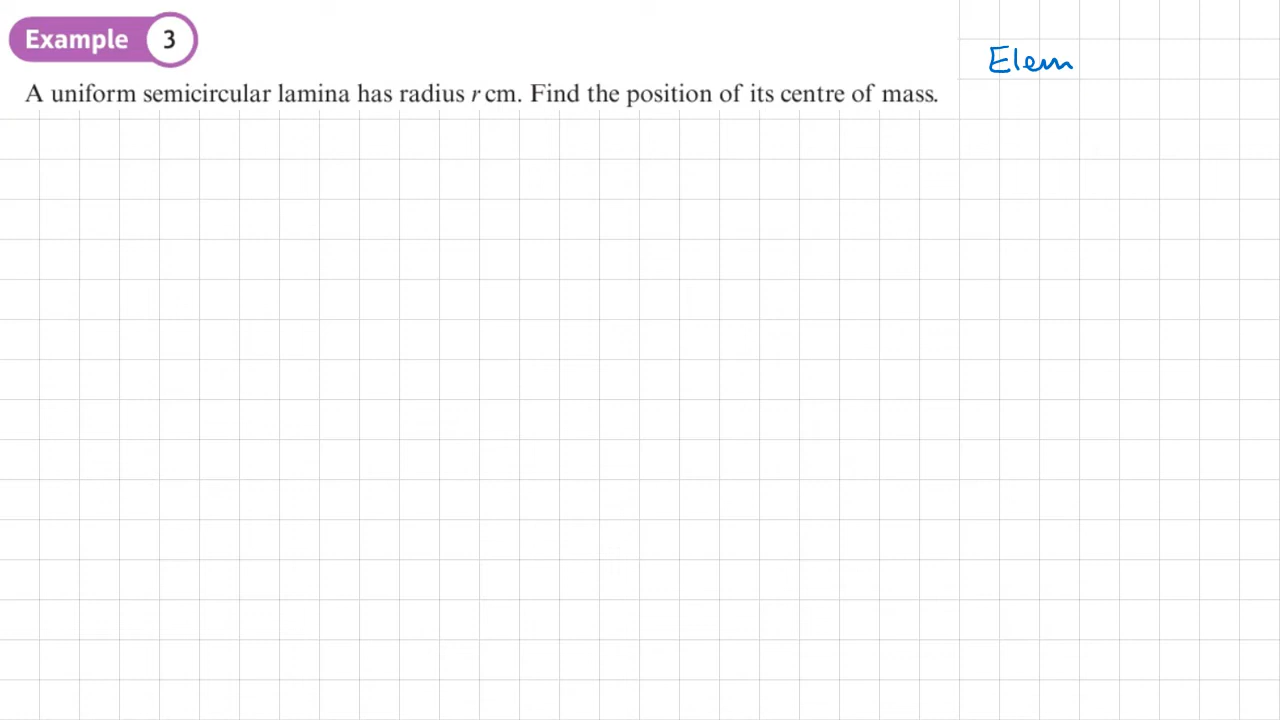 Example 3
Elem
A uniform semicircular lamina has radius r cm. Find the position of its centre of mass.